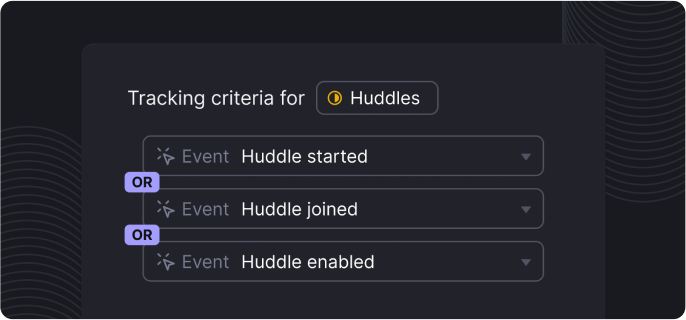 Tracking criteria for Huddles
Event Huddle started
OR
Event Huddle joined
OR
Event Huddle enabled